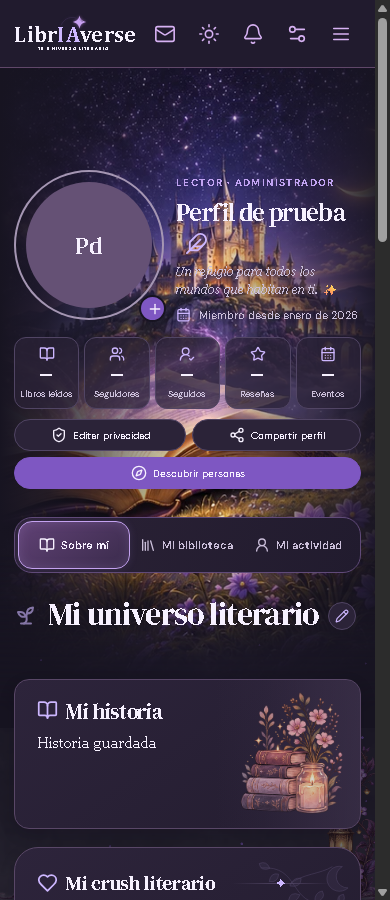 LibrIAverse
TU UNIVERSO LITERARIO
LECTOR · ADMINISTRADOR
Perfil de prueba
Pd
Un refugio para todos los
mundos que habitan en ti. ✨
Miembro desde enero de 2026
— — — — —
Libros leídos Seguidores Seguidos Reseñas Eventos
Editar privacidad Compartir perfil
Descubrir personas
Sobre mí Mi biblioteca Mi actividad
Mi universo literario
Mi historia
Historia guardada
Mi crush literario